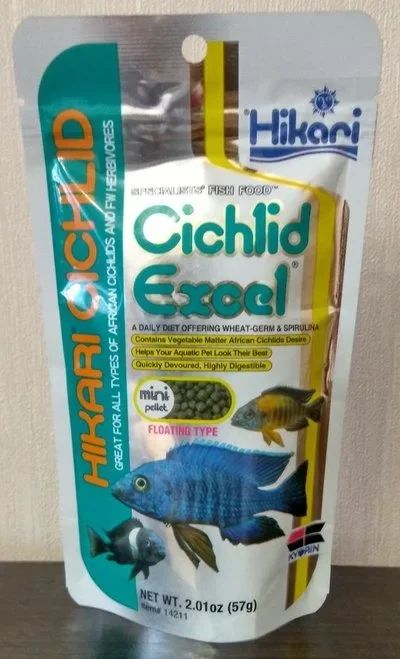 Hikari
HIKARI CICHLID
GREAT FOR ALL TYPES OF AFRICAN CICHLIDS AND FW HERBIVORES
SPECIALISTS' FISH FOOD™
Cichlid
Excel®
A DAILY DIET OFFERING WHEAT-GERM & SPIRULINA
Contains Vegetable Matter African Cichlids Desire
Helps Your Aquatic Pet Look Their Best
Quickly Devoured, Highly Digestible
mini
pellet
FLOATING TYPE
KYORIN
NET WT. 2.01oz (57g)
Item# 14211